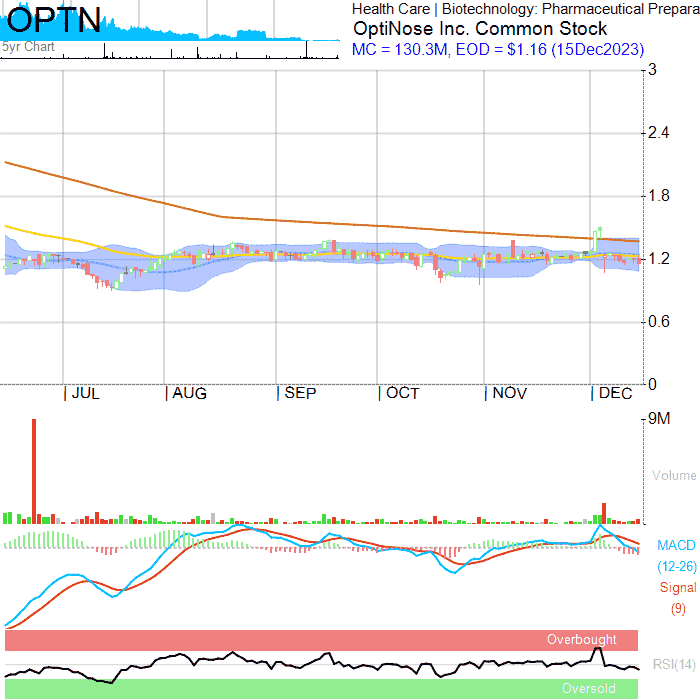 OPTN
Health Care | Biotechnology: Pharmaceutical Prepara
OptiNose Inc. Common Stock
5yr Chart
MC = 130.3M, EOD = $1.16 (15Dec2023)
3
2.4
1.8
1.2
0.6
0
JUL AUG SEP OCT NOV DEC
9M
Volume
MACD
(12-26)
Signal
(9)
Overbought
RSI(14)
Oversold